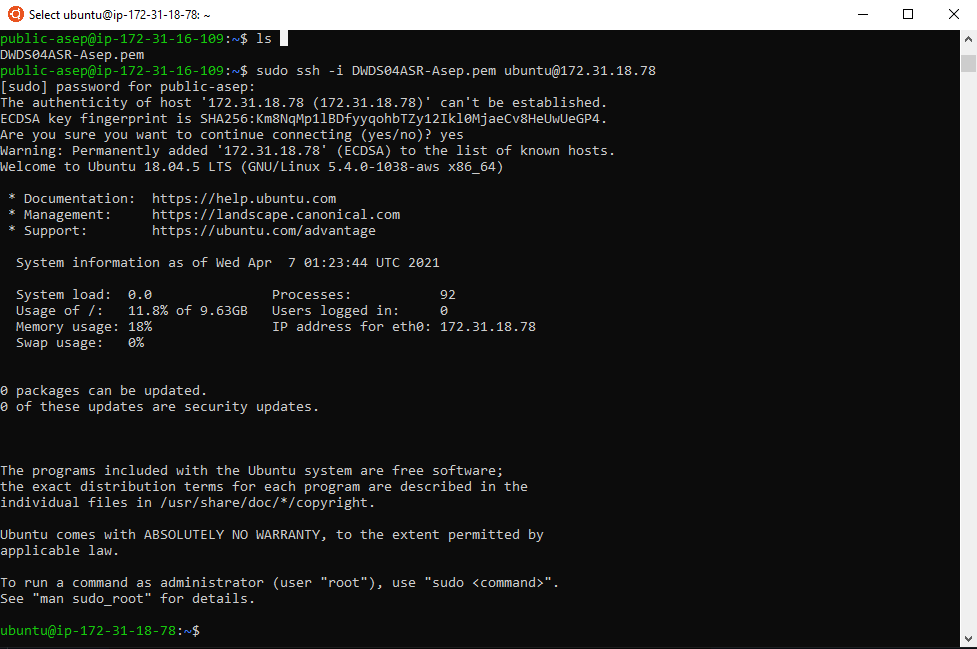 Select ubuntu@ip-172-31-18-78: ~
public-asep@ip-172-31-16-109:~$ ls
DWDS04ASR-Asep.pem
public-asep@ip-172-31-16-109:~$ sudo ssh -i DWDS04ASR-Asep.pem ubuntu@172.31.18.78
[sudo] password for public-asep:
The authenticity of host '172.31.18.78 (172.31.18.78)' can't be established.
ECDSA key fingerprint is SHA256:Km8NqMp1lBDfyyqohbTZy12Ikl0MjaeCv8HeUwUeGP4.
Are you sure you want to continue connecting (yes/no)? yes
Warning: Permanently added '172.31.18.78' (ECDSA) to the list of known hosts.
Welcome to Ubuntu 18.04.5 LTS (GNU/Linux 5.4.0-1038-aws x86_64)
* Documentation: https://help.ubuntu.com
* Management: https://landscape.canonical.com
* Support: https://ubuntu.com/advantage
System information as of Wed Apr  7 01:23:44 UTC 2021
System load: 0.0 Processes: 92
Usage of /: 11.8% of 9.63GB Users logged in: 0
Memory usage: 18% IP address for eth0: 172.31.18.78
Swap usage: 0%
0 packages can be updated.
0 of these updates are security updates.
The programs included with the Ubuntu system are free software;
the exact distribution terms for each program are described in the
individual files in /usr/share/doc/*/copyright.
Ubuntu comes with ABSOLUTELY NO WARRANTY, to the extent permitted by
applicable law.
To run a command as administrator (user "root"), use "sudo <command>".
See "man sudo_root" for details.
ubuntu@ip-172-31-18-78:~$